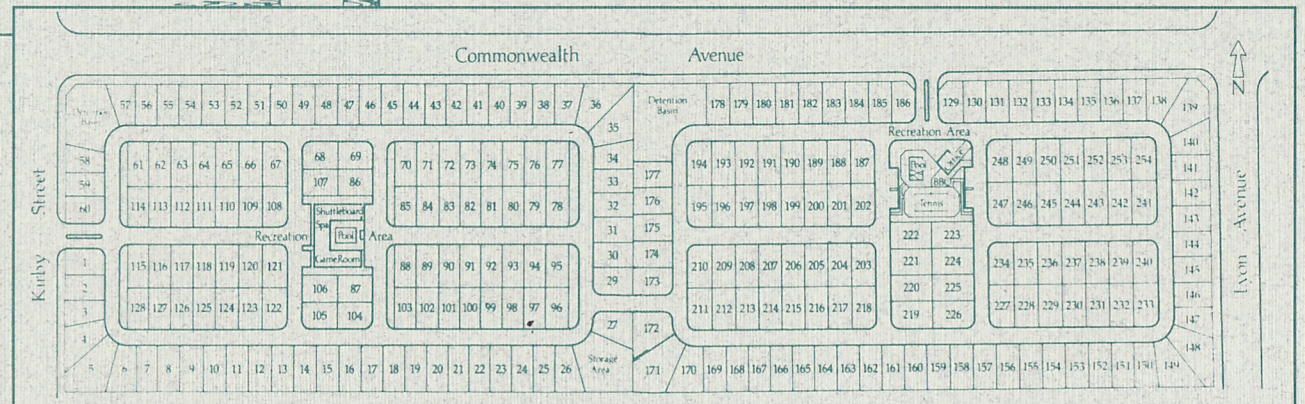 Commonwealth Avenue
N
57 56 55 54 53 52 51 50 49 48 47 46 45 44 43 42 41 40 39 38 37 36
Detention Basin
178 179 180 181 182 183 184 185 186
129 130 131 132 133 134 135 136 137 138 139
Detention Basin
35
Recreation Area
58
59
60
61 62 63 64 65 66 67
114 113 112 111 110 109 108
68 69
107 86
70 71 72 73 74 75 76 77
85 84 83 82 81 80 79 78
34
33
32
31
30
29
177
176
175
174
173
194 193 192 191 190 189 188 187
195 196 197 198 199 200 201 202
Pool
BBQ
Tennis
248 249 250 251 252 253 254
247 246 245 244 243 242 241
140
141
142
143
144
145
146
147
148
Kirby Street
Shuffleboard
Spa
Recreation Pool Area
Game Room
222 223
221 224
220 225
219 226
Lyon Avenue
1
2
3
4
5
115 116 117 118 119 120 121
128 127 126 125 124 123 122
106 87
105 104
88 89 90 91 92 93 94 95
103 102 101 100 99 98 97 96
210 209 208 207 206 205 204 203
211 212 213 214 215 216 217 218
234 235 236 237 238 239 240
227 228 229 230 231 232 233
27
172
Storage
Area
6 7 8 9 10 11 12 13 14 15 16 17 18 19 20 21 22 23 24 25 26
171 170 169 168 167 166 165 164 163 162 161 160 159 158 157 156 155 154 153 152 151 150 149